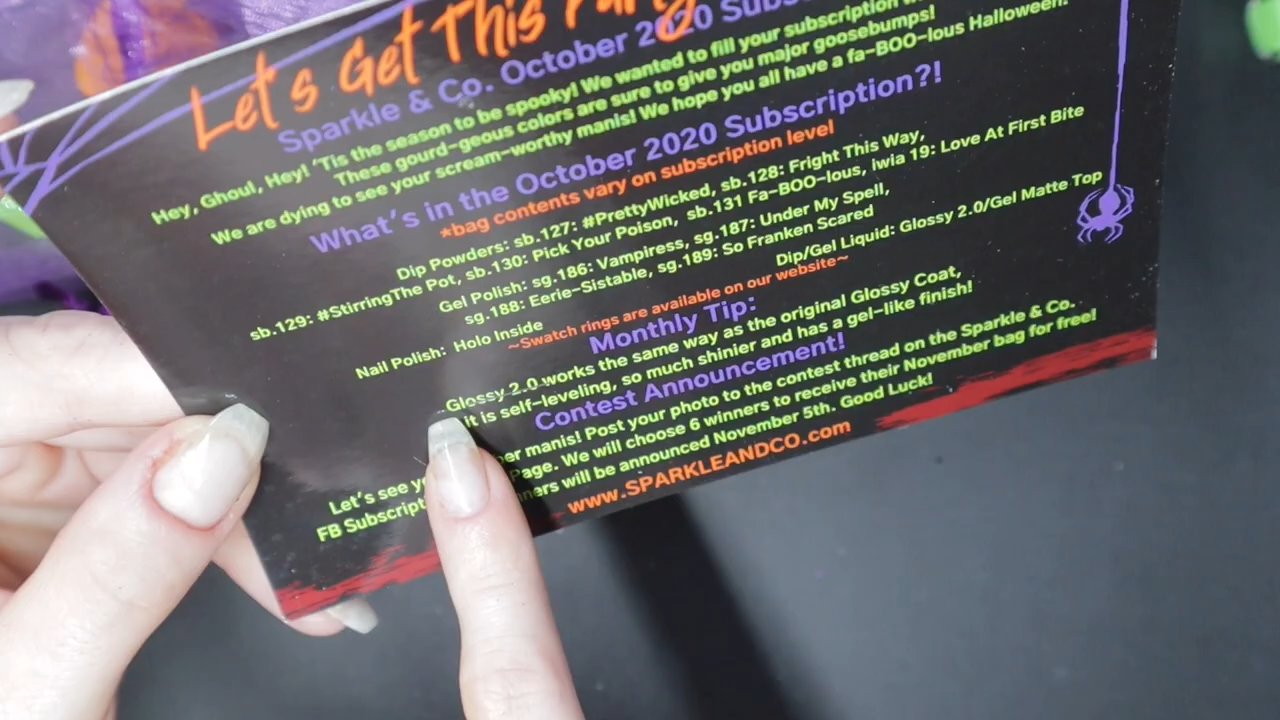 Let's Get This Party
Sparkle & Co. October 2020 Subs
Hey, Ghoul, Hey! 'Tis the season to be spooky! We wanted to fill your subscription
These gourd-geous colors are sure to give you major goosebumps!
We are dying to see your scream-worthy manis! We hope you all have a fa-BOO-lous Halloween!
What's in the October 2020 Subscription?!
*bag contents vary on subscription level
Dip Powders: sb.127: #PrettyWicked, sb.128: Fright This Way,
sb.129: #StirringThe Pot, sb.130: Pick Your Poison, sb.131 Fa-BOO-lous, iwia 19: Love At First Bite
Gel Polish: sg.186: Vampiress, sg.187: Under My Spell,
sg.188: Eerie-Sistable, sg.189: So Franken Scared
Dip/Gel Liquid: Glossy 2.0/Gel Matte Top
Nail Polish: Holo Inside
~Swatch rings are available on our website~
Monthly Tip:
Glossy 2.0 works the same way as the original Glossy Coat,
it is self-leveling, so much shinier and has a gel-like finish!
Contest Announcement!
Let's see manis! Post your photo to the contest thread on the Sparkle & Co.
FB Page. We will choose 6 winners to receive their November bag for free!
will be announced November 5th. Good Luck!
www.SPARKLEANDCO.com